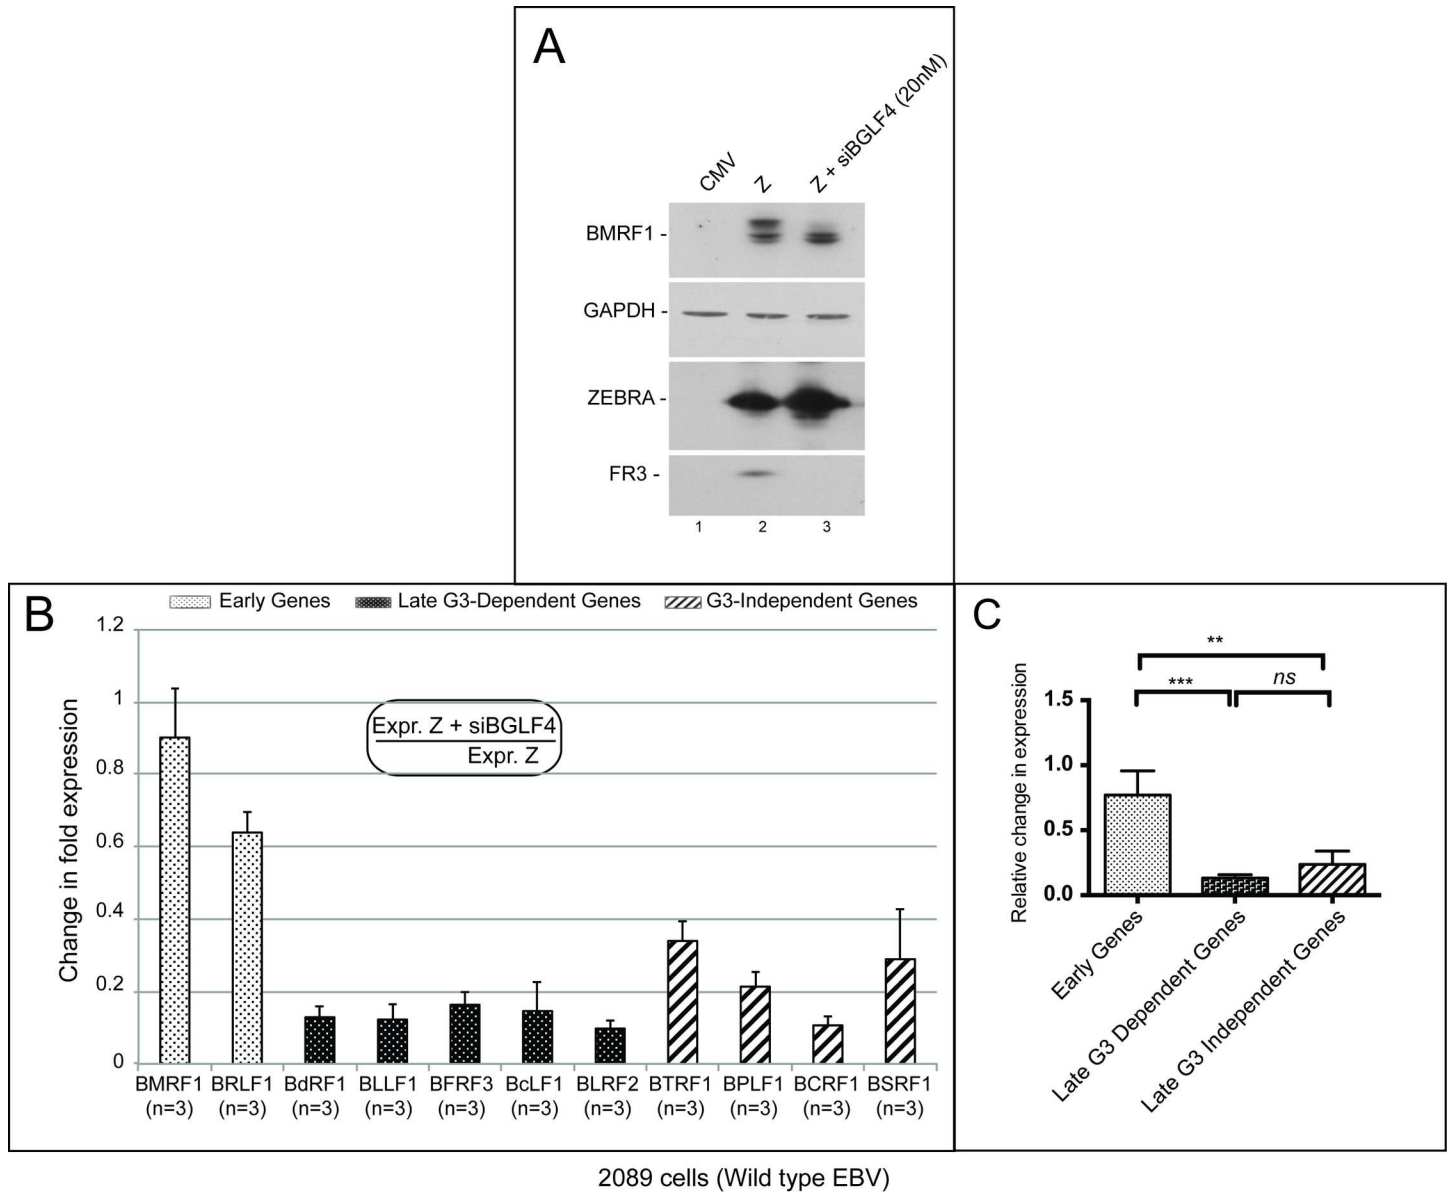 A
CMV
Z
Z + siBGLF4 (20nM)
BMRF1 -
GAPDH -
ZEBRA -
FR3 -
1 2 3
B
Early Genes Late G3-Dependent Genes G3-Independent Genes
Change in fold expression
1.2
1
0.8
0.6
0.4
0.2
0
Expr. Z + siBGLF4
Expr. Z
BMRF1 BRLF1 BdRF1 BLLF1 BFRF3 BcLF1 BLRF2 BTRF1 BPLF1 BCRF1 BSRF1
(n=3) (n=3) (n=3) (n=3) (n=3) (n=3) (n=3) (n=3) (n=3) (n=3) (n=3)
C
**
*** ns
Relative change in expression
1.5
1.0
0.5
0.0
Early Genes
Late G3 Dependent Genes
Late G3 Independent Genes
2089 cells (Wild type EBV)